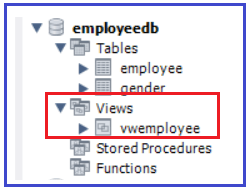 employeedb
Tables
employee
gender
Views
vwemployee
Stored Procedures
Functions